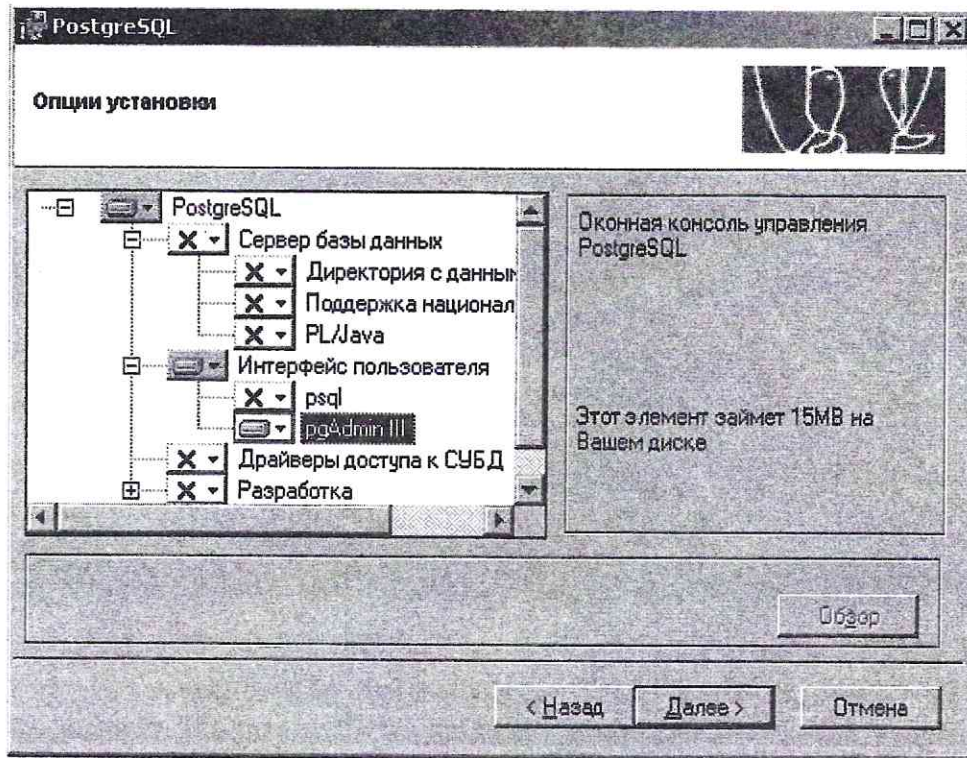 PostgreSQL
Опции установки
PostgreSQL
Сервер базы данных
Директория с данны
Поддержка национал
PL/Java
Интерфейс пользователя
psql
pgAdmin III
Драйверы доступа к СУБД
Разработка
Оконная консоль управления
PostgreSQL
Этот элемент займет 15MB на
Вашем диске
Обзор
< Назад
Далее >
Отмена